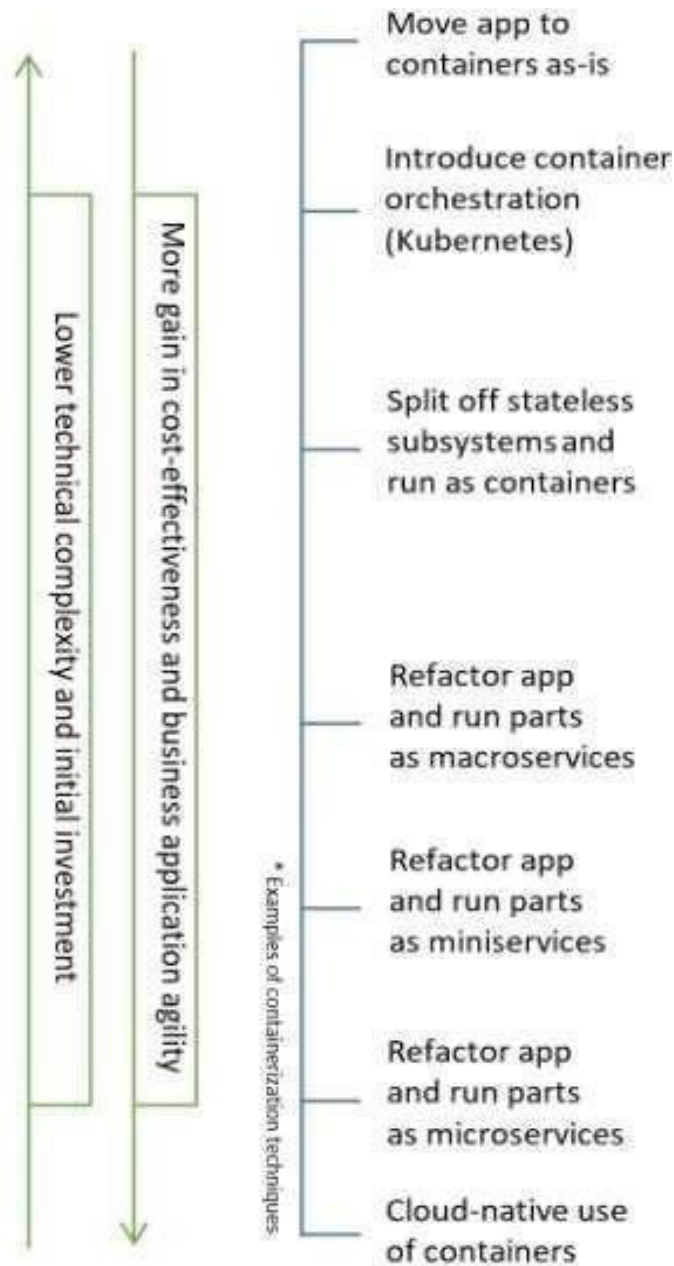 Move app to
containers as-is
Introduce container
orchestration
(Kubernetes)
Split off stateless
subsystems and
run as containers
Refactor app
and run parts
as macroservices
Refactor app
and run parts
as miniservices
Refactor app
and run parts
as microservices
Cloud-native use
of containers
Lower technical complexity and initial investment
More gain in cost-effectiveness and business application agility
* Examples of containerization techniques